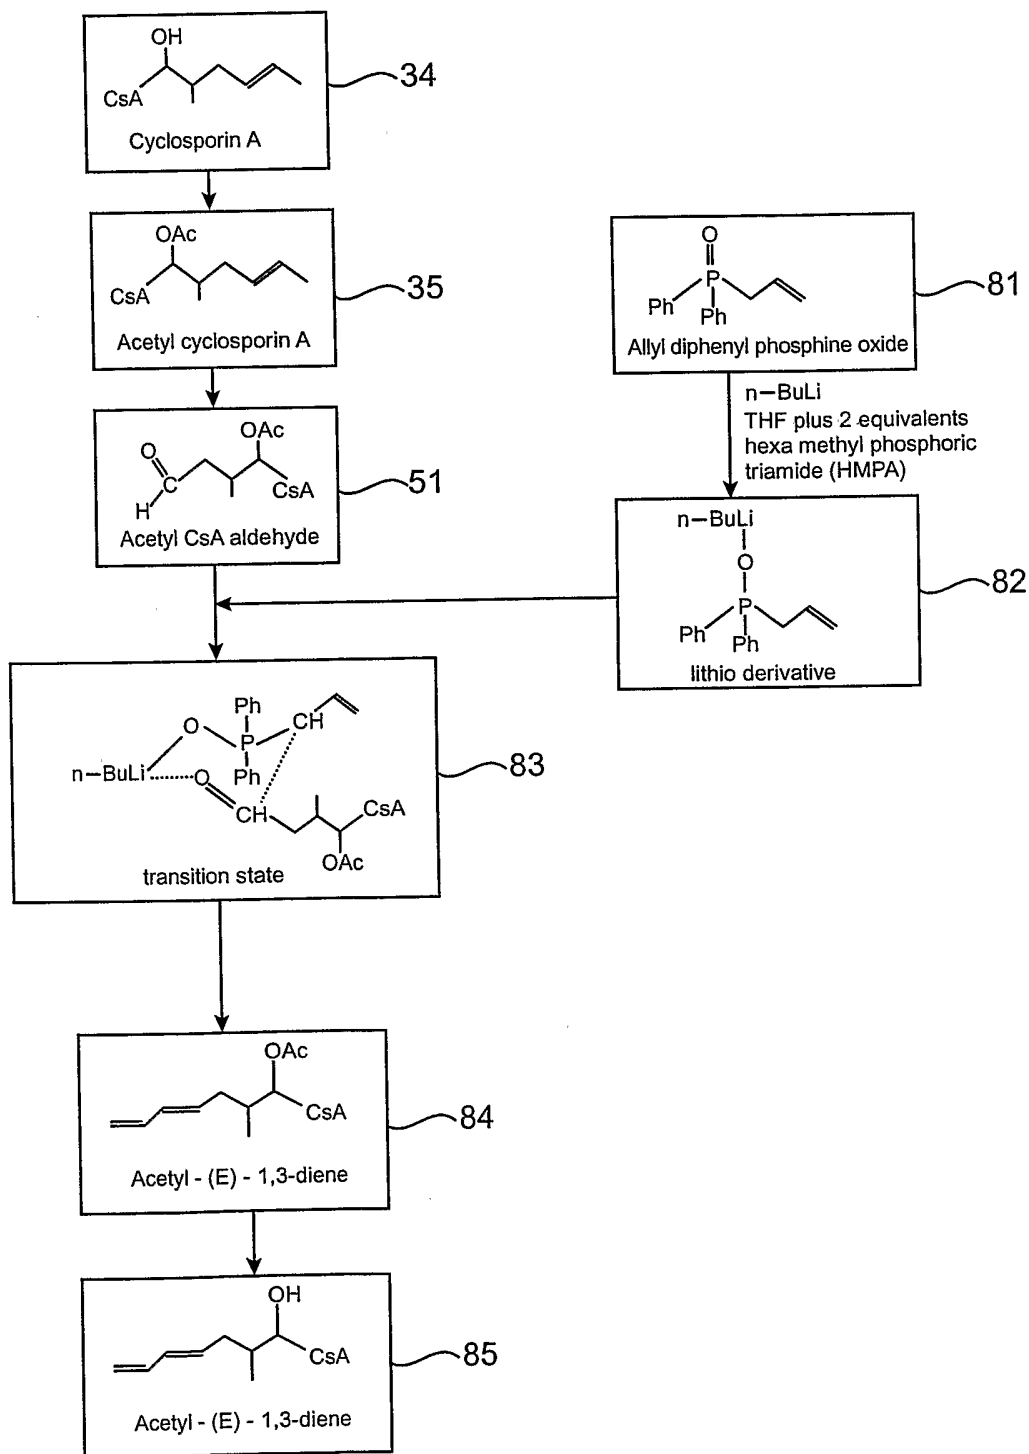 OH
CsA
Cyclosporin A
34
OAc
CsA
Acetyl cyclosporin A
35
O
P
Ph
Ph
Allyl diphenyl phosphine oxide
81
n-BuLi
THF plus 2 equivalents
hexa methyl phosphoric
triamide (HMPA)
OAc
O
C
H
CsA
Acetyl CsA aldehyde
51
n-BuLi
O
P
Ph
Ph
lithio derivative
82
Ph
O
P
CH
n-BuLi
Ph
O
CH
CsA
OAc
transition state
83
OAc
CsA
Acetyl - (E) - 1,3-diene
84
OH
CsA
Acetyl - (E) - 1,3-diene
85